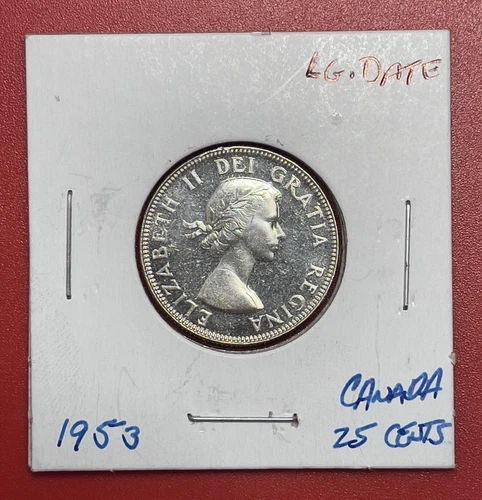 LG. DATE
ELIZABETH II DEI GRATIA REGINA
1953
CANADA
25 CENTS